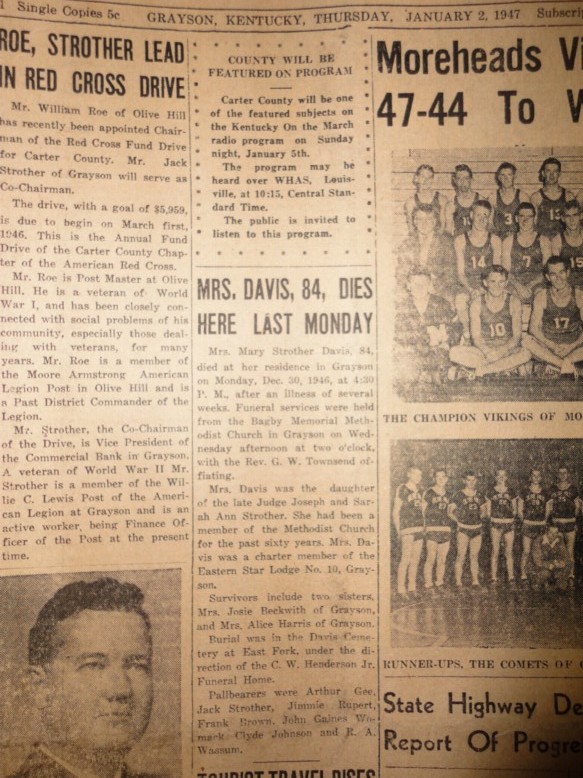 Single Copies 5c
GRAYSON, KENTUCKY, THURSDAY, JANUARY 2, 1947
ROE, STROTHER LEAD
IN RED CROSS DRIVE
Mr. William Roe of Olive Hill
has recently been appointed Chair-
man of the Red Cross Fund Drive
for Carter County. Mr. Jack
Strother of Grayson will serve as
Co-Chairman.
The drive, with a goal of $5,959,
is due to begin on March first,
1946. This is the Annual Fund
Drive of the Carter County Chap-
ter of the American Red Cross.
Mr. Roe is Post Master at Olive
Hill. He is a veteran of World
War I, and has been closely con-
nected with social problems of his
community, especially those deal-
ing with veterans, for many
years. Mr. Roe is a member of
the Moore Armstrong American
Legion Post in Olive Hill and is
a Past District Commander of the
Legion.
Mr. Strother, the Co-Chairman
of the Drive, is Vice President of
the Commercial Bank in Grayson.
A veteran of World War II Mr.
Strother is a member of the Wil-
lie C. Lewis Post of the Ameri-
can Legion at Grayson and is an
active worker, being Finance Of-
ficer of the Post at the present
time.
COUNTY WILL BE
FEATURED ON PROGRAM
Carter County will be one
of the featured subjects on
the Kentucky On the March
radio program on Sunday
night, January 5th.
The program may be
heard over WHAS, Louis-
ville, at 10:15, Central Stan-
dard Time.
The public is invited to
listen to this program.
MRS. DAVIS, 84, DIES
HERE LAST MONDAY
Mrs. Mary Strother Davis, 84,
died at her residence in Grayson
on Monday, Dec. 30, 1946, at 4:30
P. M., after an illness of several
weeks. Funeral services were held
from the Bagby Memorial Meth-
odist Church in Grayson on Wed-
nesday afternoon at two o'clock,
with the Rev. G. W. Townsend of-
fiating.
Mrs. Davis was the daughter
of the late Judge Joseph and Sar-
ah Ann Strother. She had been a
member of the Methodist Church
for the past sixty years. Mrs. Da-
vis was a charter member of the
Eastern Star Lodge No. 10, Gray-
son.
Survivors include two sisters,
Mrs. Josie Beckwith of Grayson,
and Mrs. Alice Harris of Grayson.
Burial was in the Davis Ceme-
tery at East Fork, under the di-
rection of the C. W. Henderson Jr.
Funeral Home.
Pallbearers were Arthur Gee,
Jack Strother, Jimmie Rupert,
Frank Brown, John Gaines Wo-
mack Clyde Johnson and R. A.
Wassum.
TOURIST TRAVEL RISES
Moreheads Vi
47-44 To
13
15
3
13
14
7
15
10
17
THE CHAMPION VIKINGS OF MO
RUNNER-UPS, THE COMETS OF
State Highway De
Report Of Progre